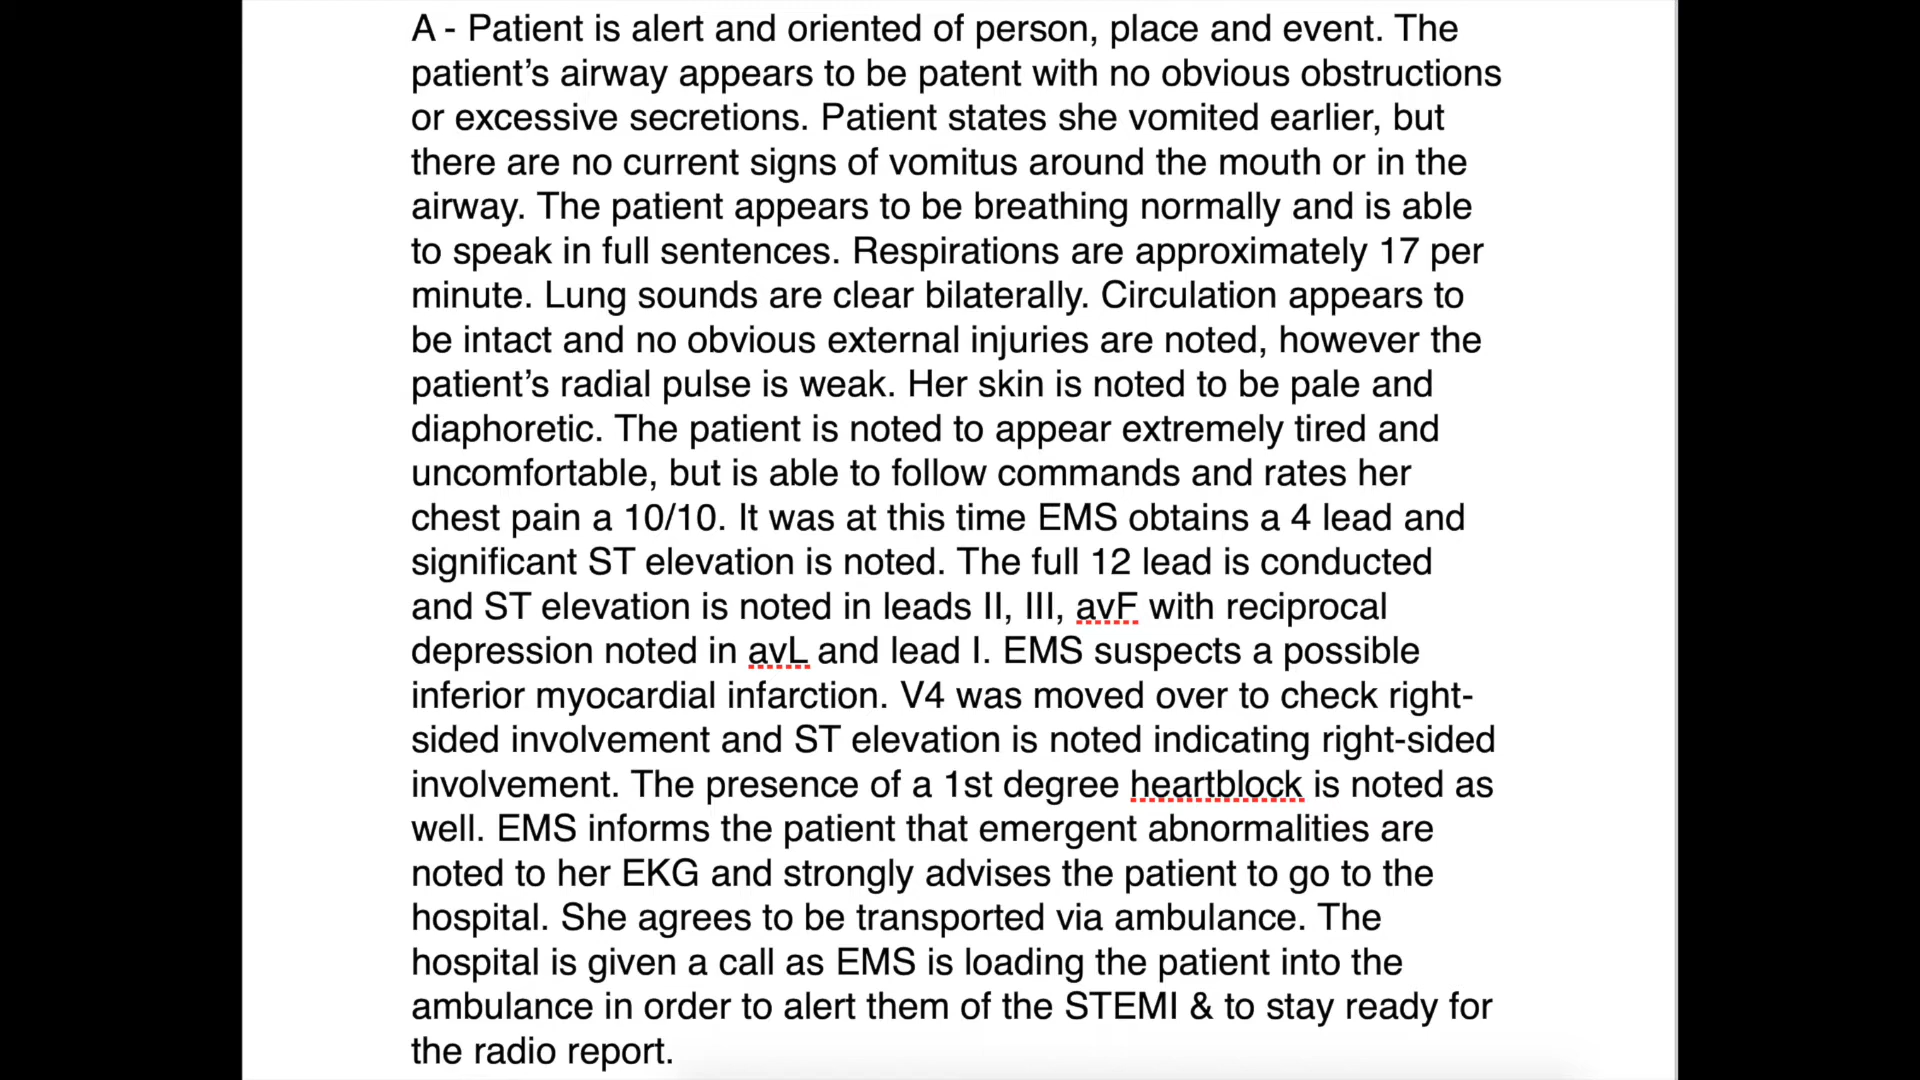 A - Patient is alert and oriented of person, place and event. The
patient’s airway appears to be patent with no obvious obstructions
or excessive secretions. Patient states she vomited earlier, but
there are no current signs of vomitus around the mouth or in the
airway. The patient appears to be breathing normally and is able
to speak in full sentences. Respirations are approximately 17 per
minute. Lung sounds are clear bilaterally. Circulation appears to
be intact and no obvious external injuries are noted, however the
patient’s radial pulse is weak. Her skin is noted to be pale and
diaphoretic. The patient is noted to appear extremely tired and
uncomfortable, but is able to follow commands and rates her
chest pain a 10/10. It was at this time EMS obtains a 4 lead and
significant ST elevation is noted. The full 12 lead is conducted
and ST elevation is noted in leads II, III, avF with reciprocal
depression noted in avL and lead I. EMS suspects a possible
inferior myocardial infarction. V4 was moved over to check right-
sided involvement and ST elevation is noted indicating right-sided
involvement. The presence of a 1st degree heartblock is noted as
well. EMS informs the patient that emergent abnormalities are
noted to her EKG and strongly advises the patient to go to the
hospital. She agrees to be transported via ambulance. The
hospital is given a call as EMS is loading the patient into the
ambulance in order to alert them of the STEMI & to stay ready for
the radio report.